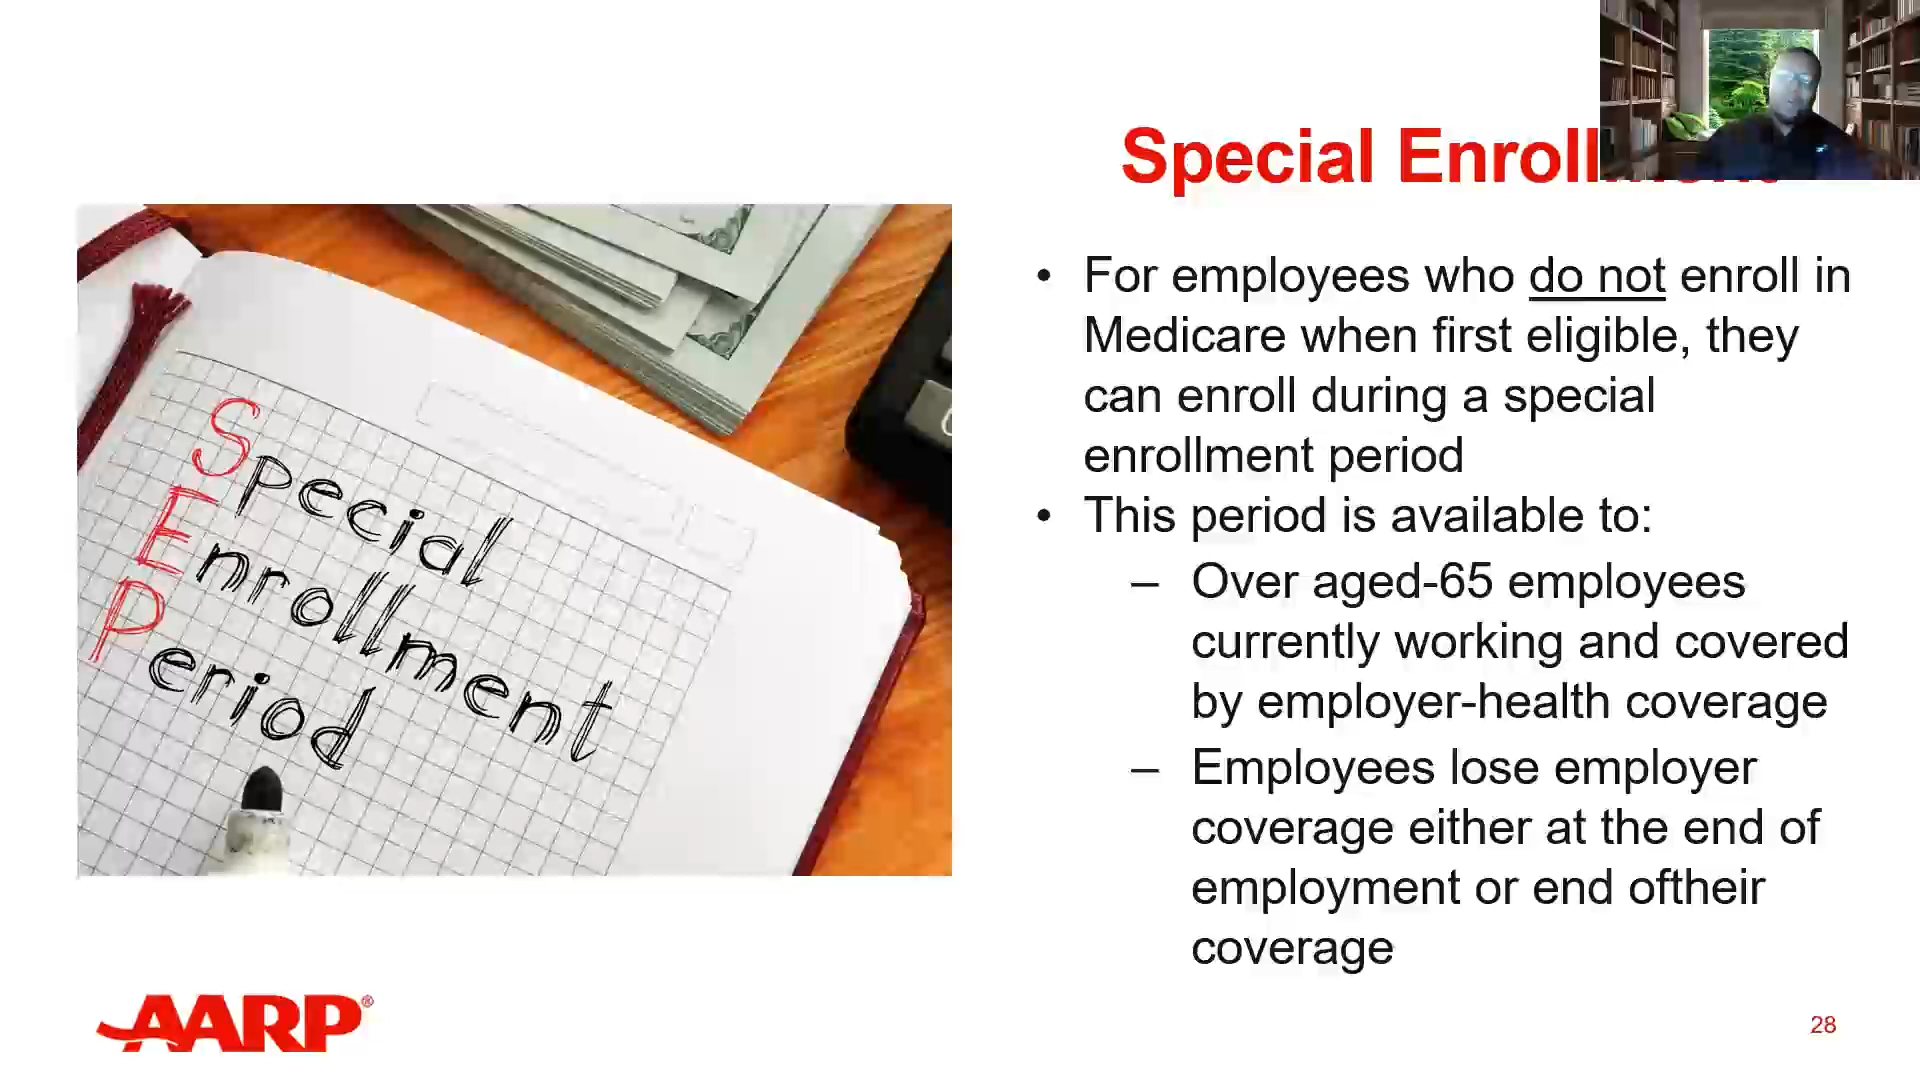 Special Enroll
For employees who do not enroll in
Medicare when first eligible, they
can enroll during a special
enrollment period
This period is available to:
– Over aged-65 employees
currently working and covered
by employer-health coverage
– Employees lose employer
coverage either at the end of
employment or end oftheir
coverage
Special
Enrollment
Period
AARP®
28